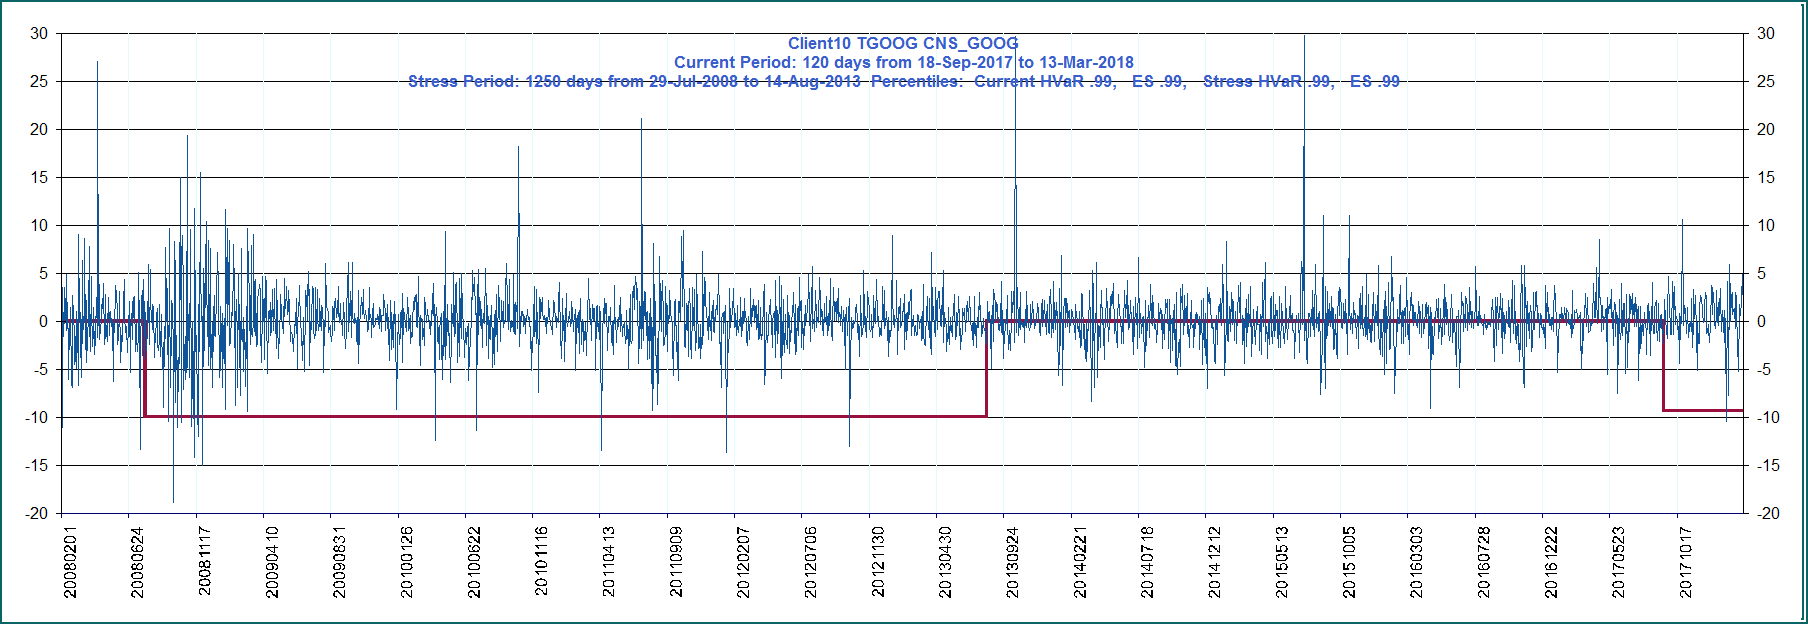 Client10 TGOOG CNS_GOOG
Current Period: 120 days from 18-Sep-2017 to 13-Mar-2018
Stress Period: 1250 days from 29-Jul-2008 to 14-Aug-2013 Percentiles: Current HVaR .99, ES .99, Stress HVaR .99, ES .99
30 30
25 25
20 20
15 15
10 10
5 5
0 0
-5 -5
-10 -10
-15 -15
-20 -20
20080201 20080624 20081117 20090410 20090831 20100126 20100622 20101116 20110413 20110909 20120207 20120706 20121130 20130430 20130924 20140221 20140718 20141212 20150513 20151005 20160303 20160728 20161222 20170523 20171017